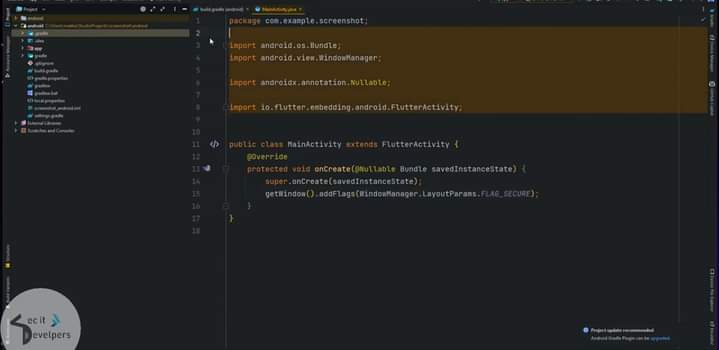 Project
build.gradle (android)
MainActivity.java
android
android
.gradle
.idea
app
gradle
.gitignore
build.gradle
gradle.properties
gradlew
gradlew.bat
local.properties
screenshot_android.iml
settings.gradle
External Libraries
Scratches and Consoles
1 package com.example.screenshot;
2
3 import android.os.Bundle;
4 import android.view.WindowManager;
5
6 import androidx.annotation.Nullable;
7
8 import io.flutter.embedding.android.FlutterActivity;
9
10
11 public class MainActivity extends FlutterActivity {
12 @Override
13 protected void onCreate(@Nullable Bundle savedInstanceState) {
14 super.onCreate(savedInstanceState);
15 getWindow().addFlags(WindowManager.LayoutParams.FLAG_SECURE);
16 }
17 }
18
ec it
evelpers
Project update recommended
Android Gradle Plugin can be upgraded.